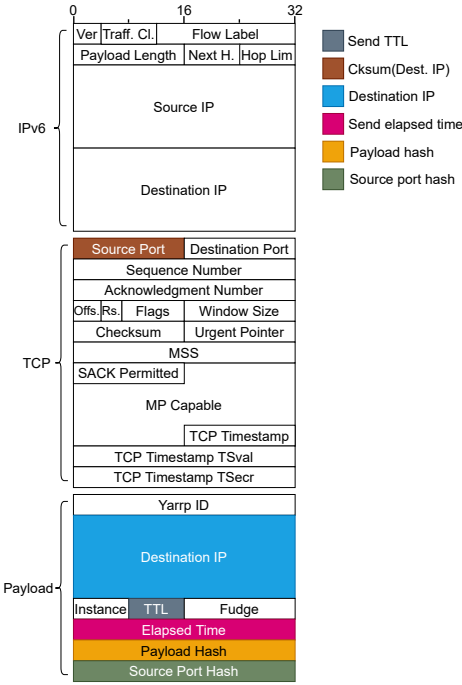 0 16 32
Ver Traff. Cl. Flow Label
Payload Length Next H. Hop Lim
Source IP
IPv6
Destination IP
Source Port Destination Port
Sequence Number
Acknowledgment Number
Offs. Rs. Flags Window Size
Checksum Urgent Pointer
MSS
TCP
SACK Permitted
MP Capable
TCP Timestamp
TCP Timestamp TSval
TCP Timestamp TSecr
Yarrp ID
Destination IP
Payload
Instance TTL Fudge
Elapsed Time
Payload Hash
Source Port Hash
Send TTL
Cksum(Dest. IP)
Destination IP
Send elapsed time
Payload hash
Source port hash